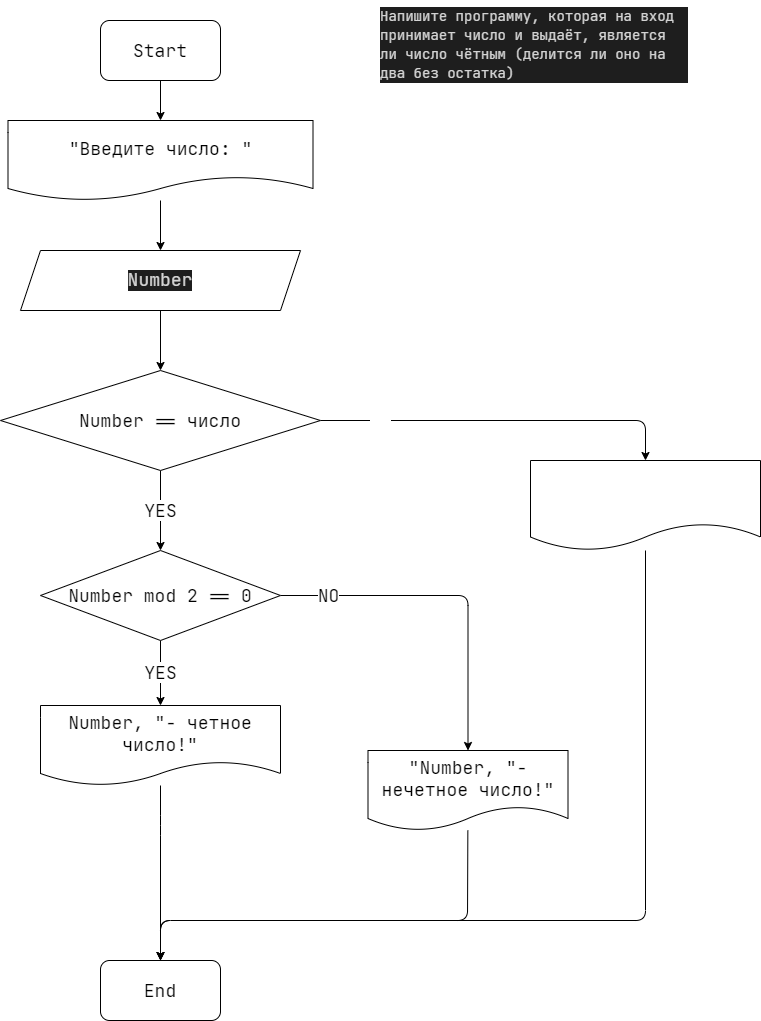 Напишите программу, которая на вход
принимает число и выдаёт, является
ли число чётным (делится ли оно на
два без остатка)
Start
"Введите число: "
Number
Number == число
YES
Number mod 2 == 0
NO
YES
Number, "- четное
число!"
"Number, "-
нечетное число!"
End